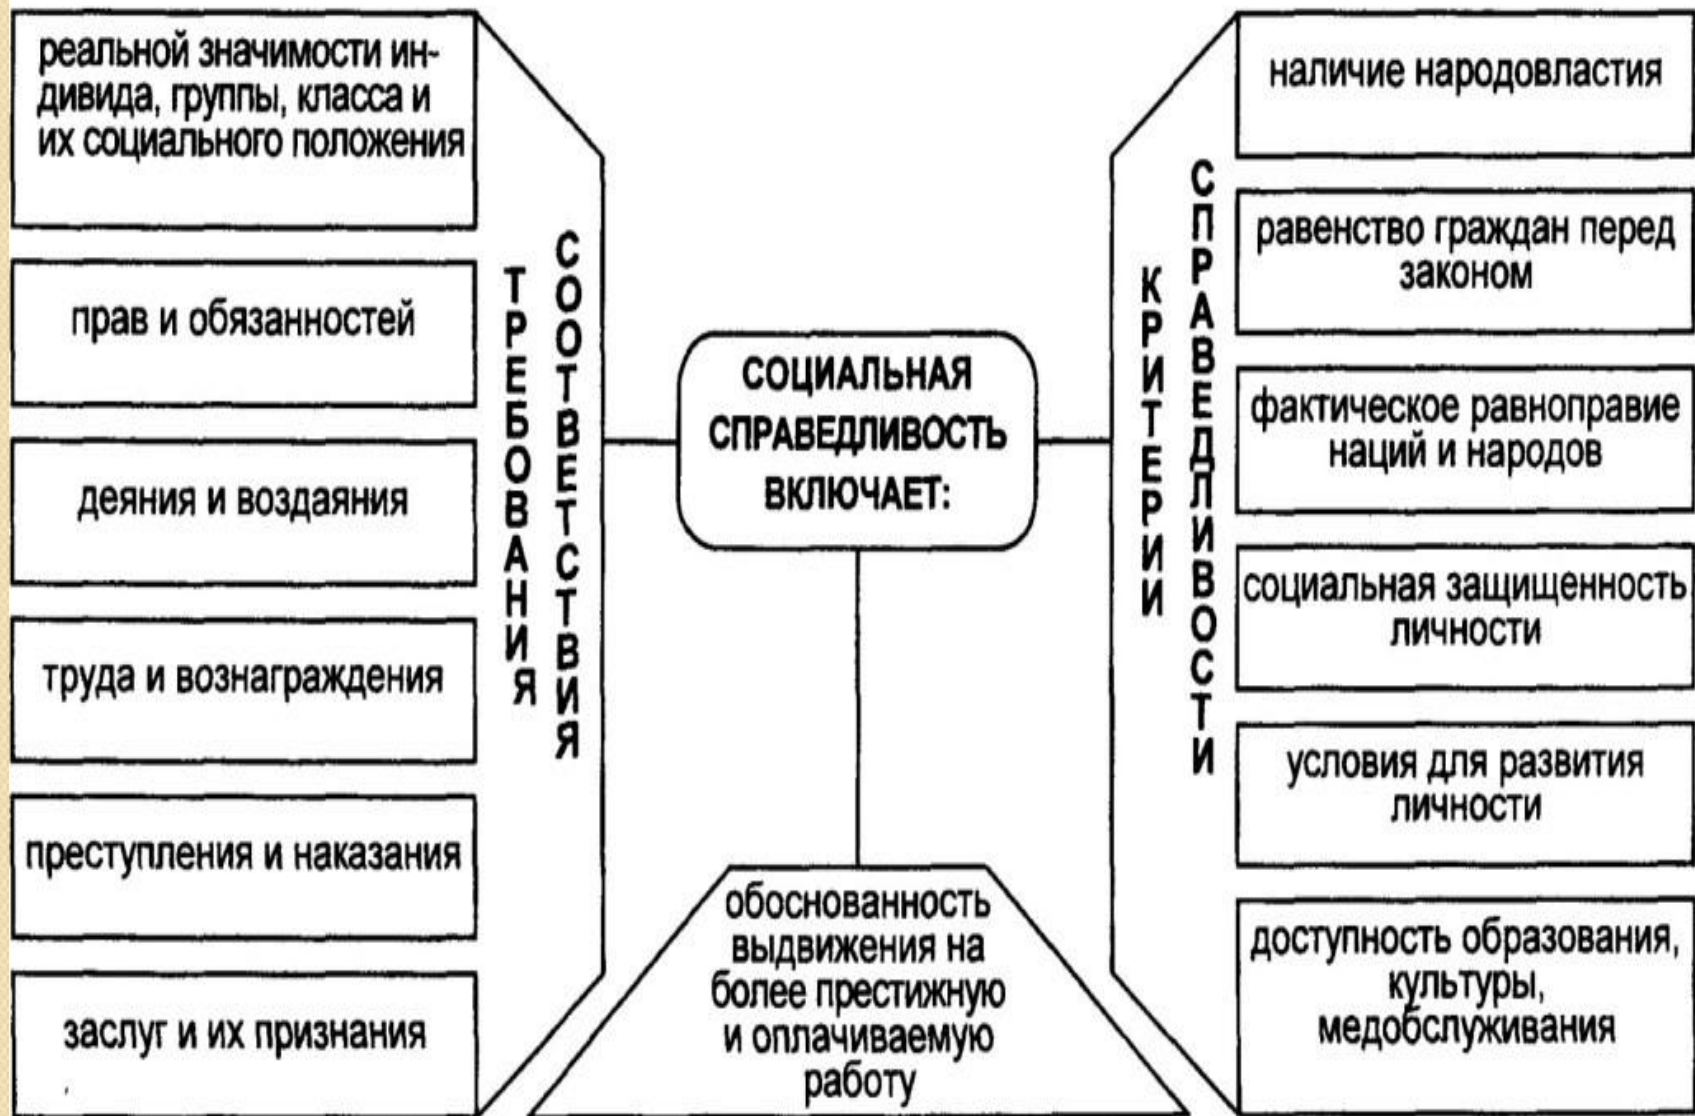 реальной значимости ин-
дивида, группы, класса и
их социального положения
прав и обязанностей
деяния и воздаяния
труда и вознаграждения
преступления и наказания
заслуг и их признания
ТРЕБОВАНИЯ
СООТВЕТСТВИЯ
СОЦИАЛЬНАЯ
СПРАВЕДЛИВОСТЬ
ВКЛЮЧАЕТ:
обоснованность
выдвижения на
более престижную
и оплачиваемую
работу
КРИТЕРИИ
СПРАВЕДЛИВОСТИ
наличие народовластия
равенство граждан перед
законом
фактическое равноправие
наций и народов
социальная защищенность
личности
условия для развития
личности
доступность образования,
культуры,
медобслуживания